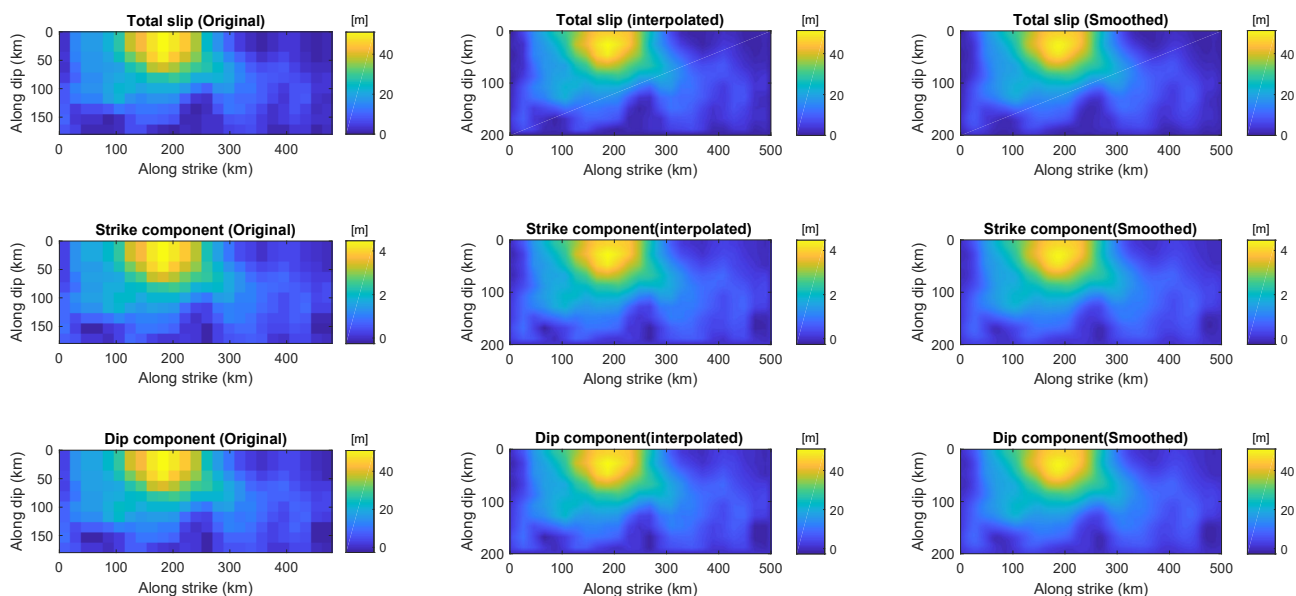 Total slip (Original)
[m]
Along dip (km)
0
50
100
150
0 100 200 300 400
Along strike (km)
40
20
0
Total slip (interpolated)
[m]
Along dip (km)
0
100
200
0 100 200 300 400 500
Along strike (km)
40
20
0
Total slip (Smoothed)
[m]
Along dip (km)
0
100
200
0 100 200 300 400 500
Along strike (km)
40
20
0
Strike component (Original)
[m]
Along dip (km)
0
50
100
150
0 100 200 300 400
Along strike (km)
4
2
0
Strike component(interpolated)
[m]
Along dip (km)
0
100
200
0 100 200 300 400 500
Along strike (km)
4
2
0
Strike component(Smoothed)
[m]
Along dip (km)
0
100
200
0 100 200 300 400 500
Along strike (km)
4
2
0
Dip component (Original)
[m]
Along dip (km)
0
50
100
150
0 100 200 300 400
Along strike (km)
40
20
0
Dip component(interpolated)
[m]
Along dip (km)
0
100
200
0 100 200 300 400 500
Along strike (km)
40
20
0
Dip component(Smoothed)
[m]
Along dip (km)
0
100
200
0 100 200 300 400 500
Along strike (km)
40
20
0